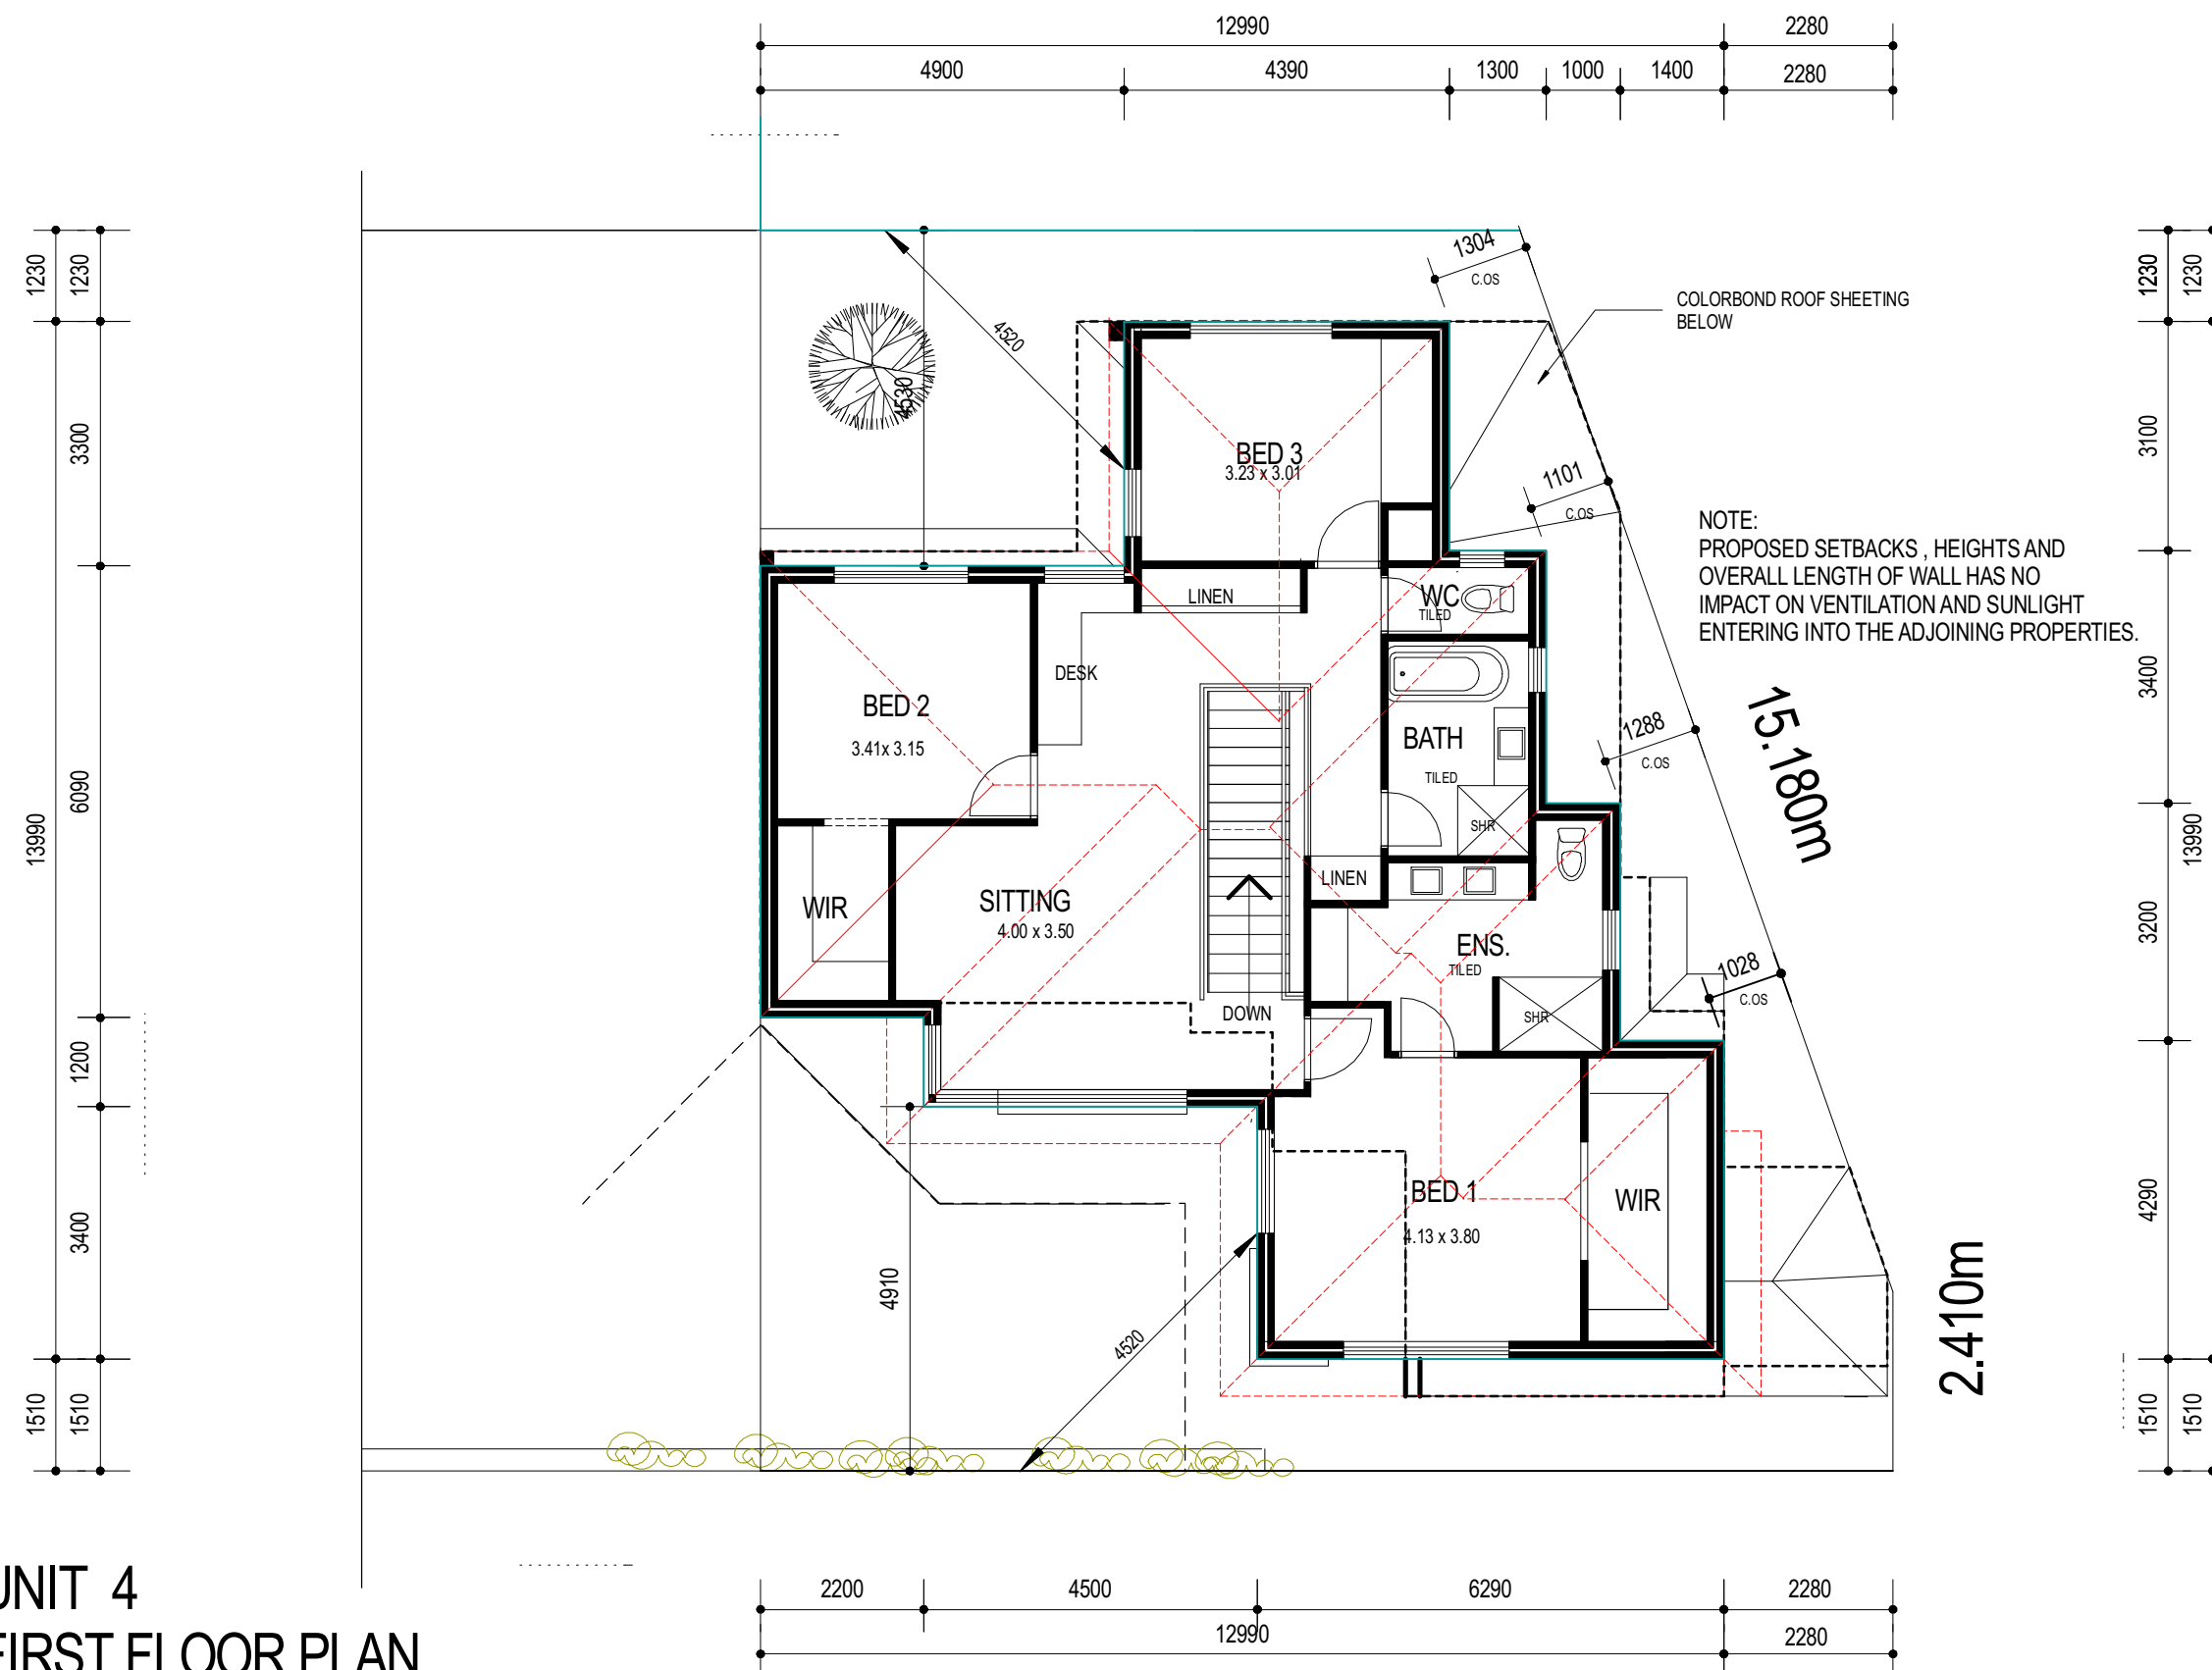 12990
2280
4900
4390
1300
1000
1400
2280
1230
1230
1304
C.OS
1230
1230
COLORBOND ROOF SHEETING
BELOW
4520
4530
3300
3100
BED 3
3.23 x 3.01
1101
C.OS
NOTE:
PROPOSED SETBACKS , HEIGHTS AND
OVERALL LENGTH OF WALL HAS NO
IMPACT ON VENTILATION AND SUNLIGHT
ENTERING INTO THE ADJOINING PROPERTIES.
LINEN
WC
TILED
DESK
3400
BED 2
3.41x 3.15
BATH
TILED
1288
C.OS
15.180m
13990
6090
SHR
13990
LINEN
WIR
SITTING
4.00 x 3.50
ENS.
TILED
3200
1028
C.OS
DOWN
SHR
1200
BED 1
4.13 x 3.80
WIR
3400
4290
4910
4520
2.410m
1510
1510
1510
1510
UNIT 4
FIRST FLOOR PLAN
2200
4500
6290
2280
12990
2280